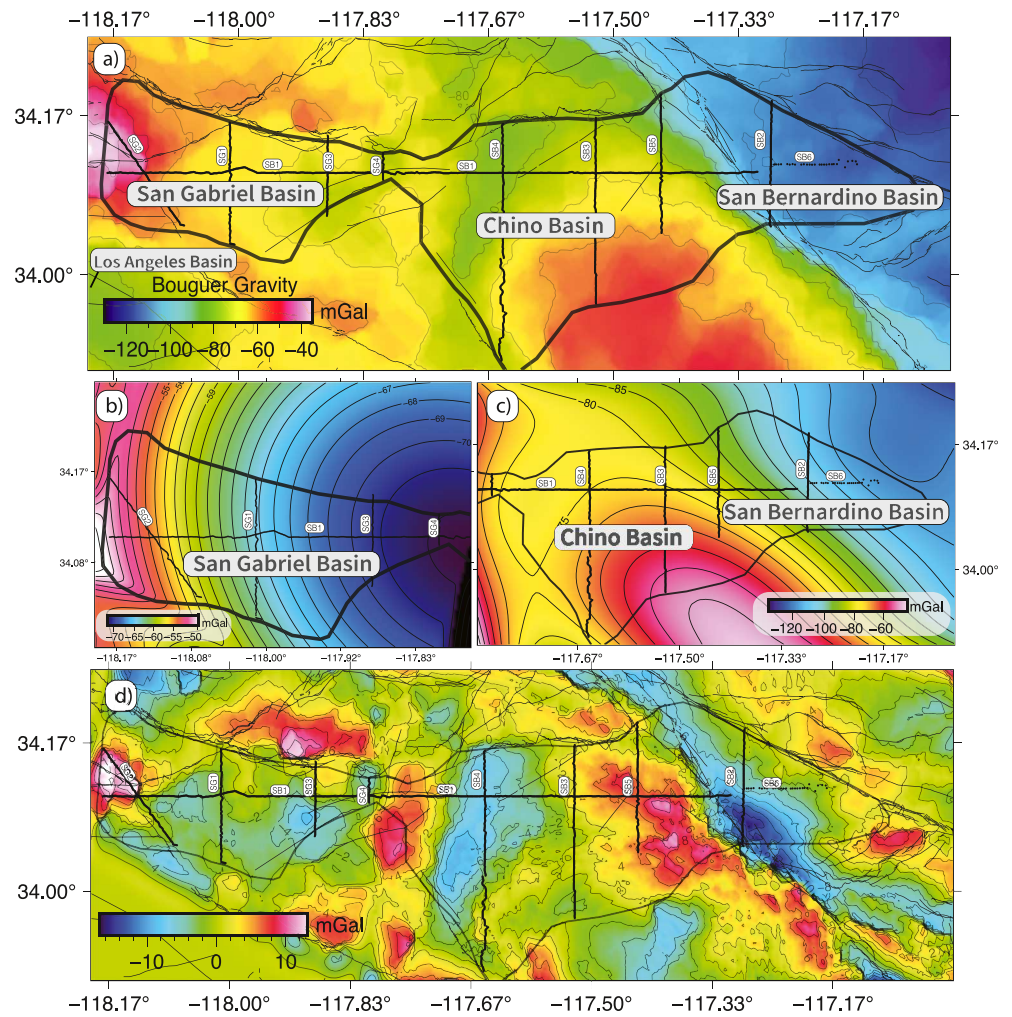 −118.17° −118.00° −117.83° −117.67° −117.50° −117.33° −117.17°
a)
34.17°
34.00°
−80
SG2
SG1
SB1
SG3
SG4
SB1
SB4
SB3
SB5
SB2
SB6
San Gabriel Basin
San Bernardino Basin
Chino Basin
Los Angeles Basin
Bouguer Gravity
mGal
−120 −100 −80 −60 −40
b)
−55
−59
−67
−68
−69
−70
34.17°
34.08°
SG2
SG1
SB1
SG3
SG4
San Gabriel Basin
mGal
−70 −65 −60 −55 −50
−118.17° −118.08° −118.00° −117.92° −117.83°
c)
−85
−80
34.17°
34.00°
SB1
SB4
SB3
SB5
SB2
SB6
San Bernardino Basin
Chino Basin
mGal
−120 −100 −80 −60
−117.67° −117.50° −117.33° −117.17°
d)
34.17°
34.00°
SG1
SB1
SG3
SG4
SB1
SB4
SB3
SB5
SB2
mGal
−10 0 10
−118.17° −118.00° −117.83° −117.67° −117.50° −117.33° −117.17°